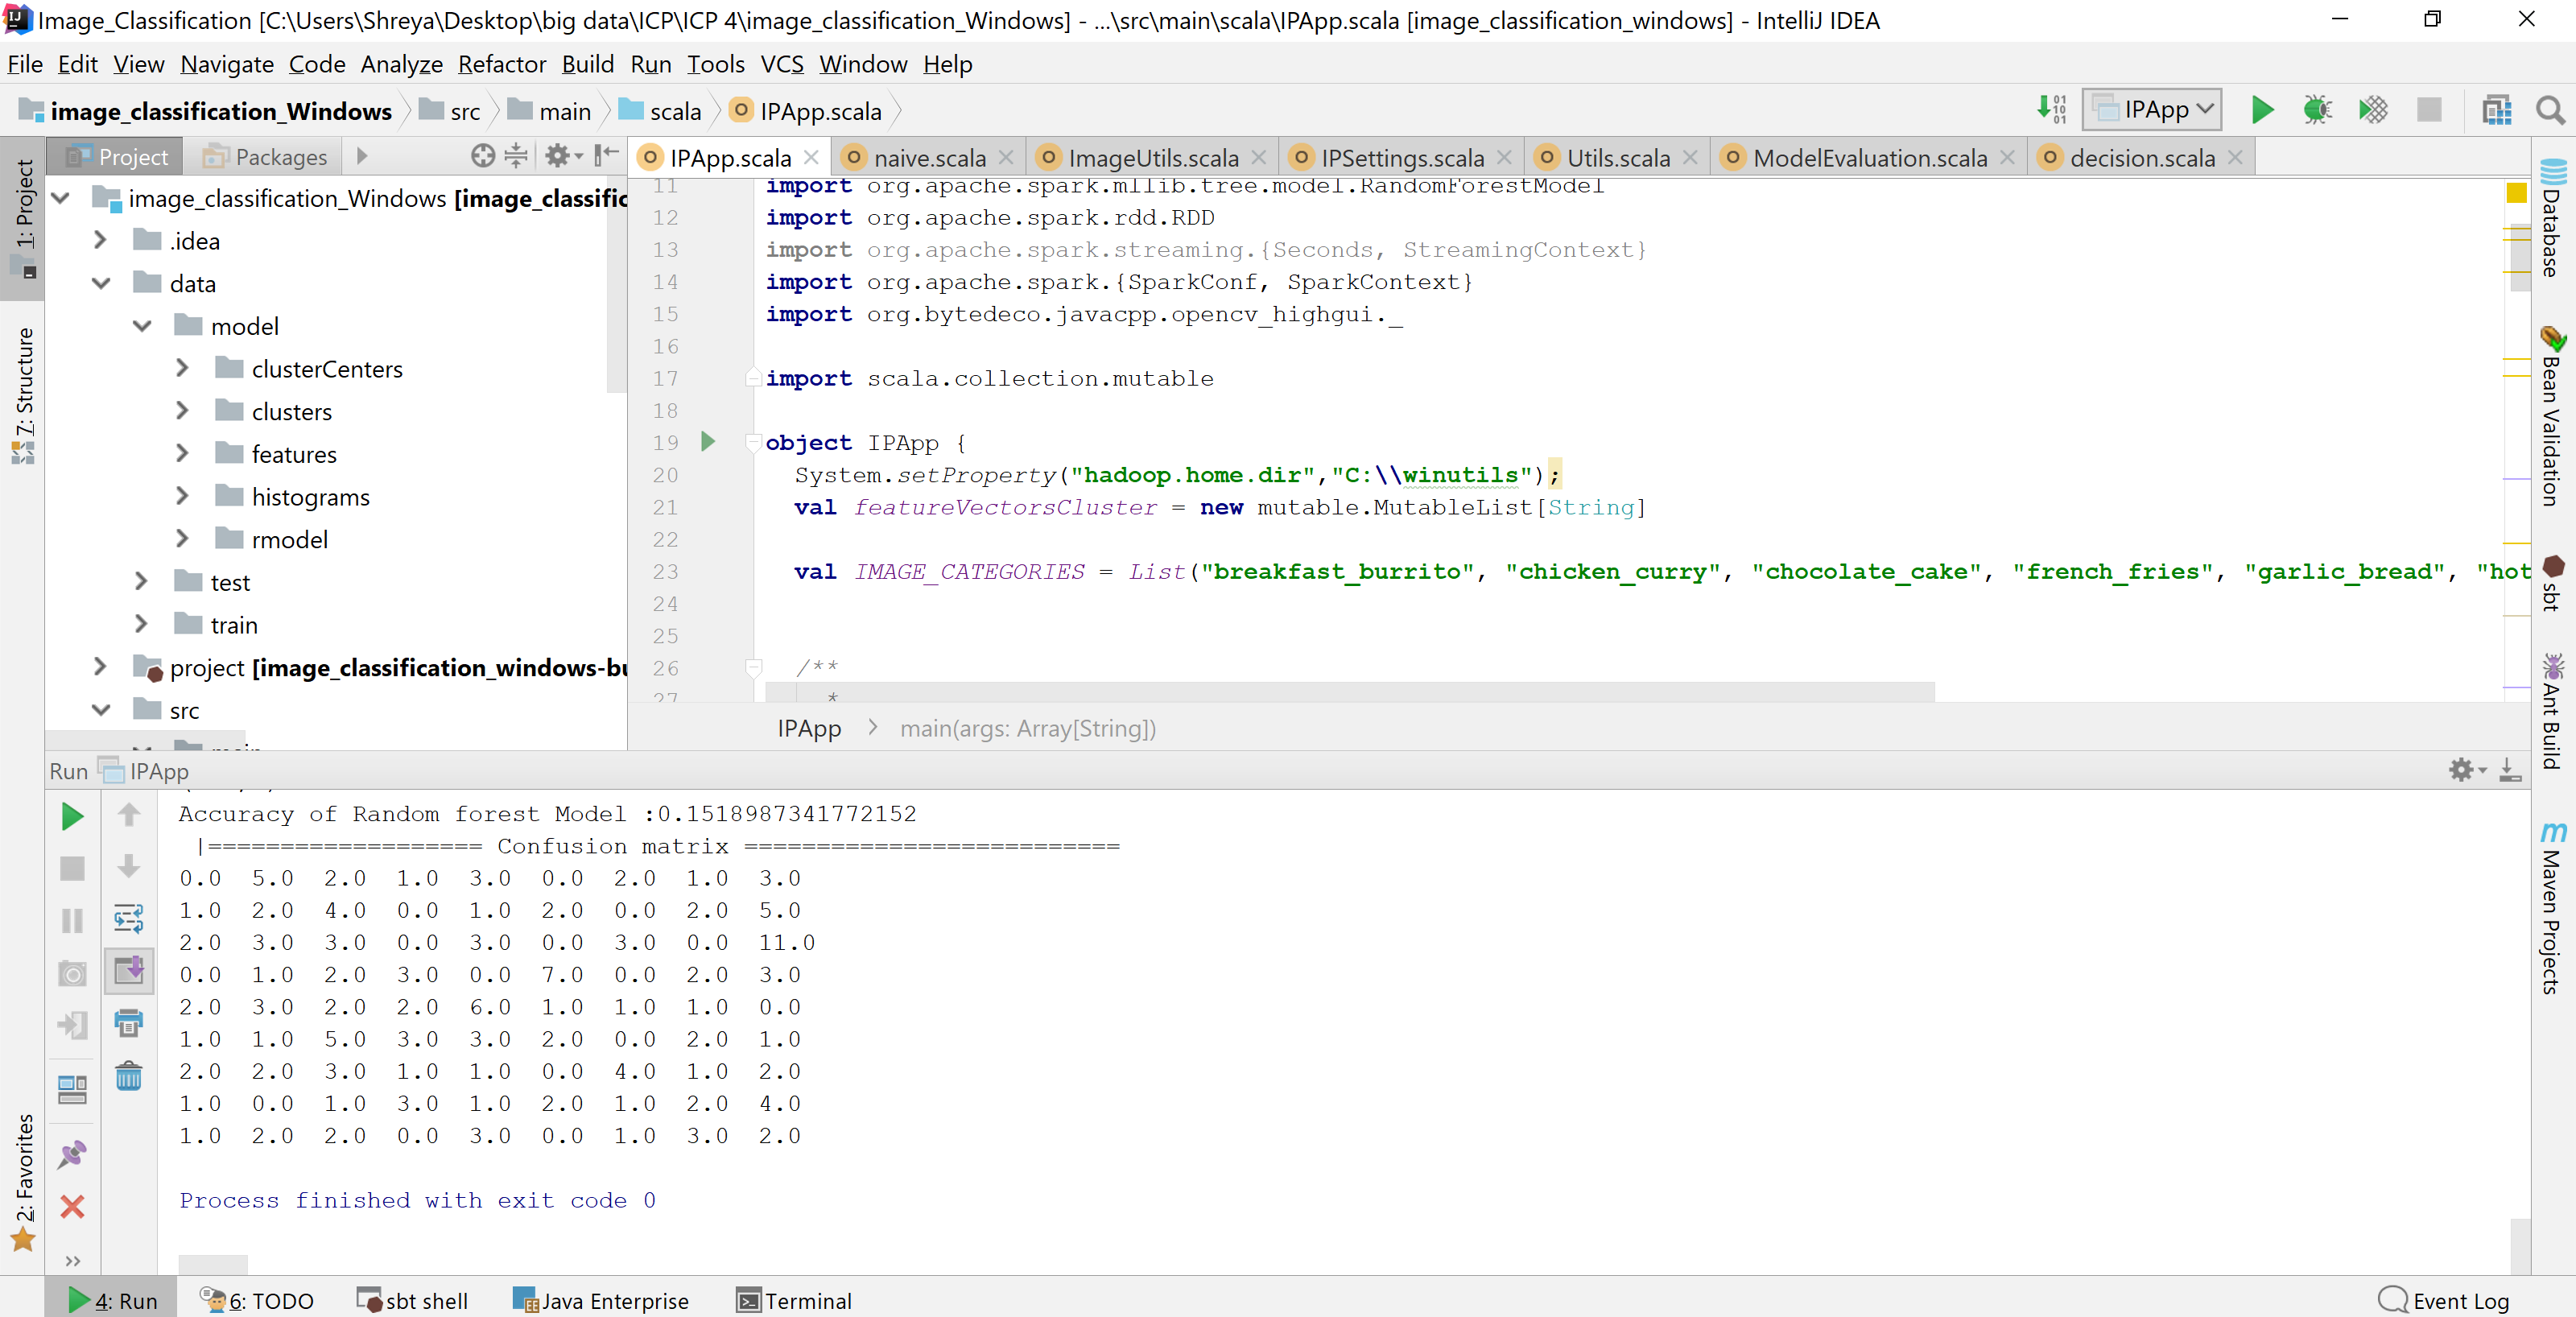 Image_Classification [C:\Users\Shreya\Desktop\big data\ICP\ICP 4\image_classification_Windows] - ...\src\main\scala\IPApp.scala [image_classification_windows] - IntelliJ IDEA
File Edit View Navigate Code Analyze Refactor Build Run Tools VCS Window Help
image_classification_Windows src main scala IPApp.scala
IPApp
Project Packages
IPApp.scala naive.scala ImageUtils.scala IPSettings.scala Utils.scala ModelEvaluation.scala decision.scala
1: Project
7: Structure
2: Favorites
image_classification_Windows [image_classific
.idea
data
model
clusterCenters
clusters
features
histograms
rmodel
test
train
project [image_classification_windows-bu
src
main
11 import org.apache.spark.mllib.tree.model.RandomForestModel
12 import org.apache.spark.rdd.RDD
13 import org.apache.spark.streaming.{Seconds, StreamingContext}
14 import org.apache.spark.{SparkConf, SparkContext}
15 import org.bytedeco.javacpp.opencv_highgui._
16
17 import scala.collection.mutable
18
19 object IPApp {
20 System.setProperty("hadoop.home.dir","C:\\winutils");
21 val featureVectorsCluster = new mutable.MutableList[String]
22
23 val IMAGE_CATEGORIES = List("breakfast_burrito", "chicken_curry", "chocolate_cake", "french_fries", "garlic_bread", "hot
24
25
26 /**
27 *
IPApp > main(args: Array[String])
Database
Bean Validation
sbt
Ant Build
Maven Projects
Run IPApp
Accuracy of Random forest Model :0.1518987341772152
|=================== Confusion matrix ==========================
0.0 5.0 2.0 1.0 3.0 0.0 2.0 1.0 3.0
1.0 2.0 4.0 0.0 1.0 2.0 0.0 2.0 5.0
2.0 3.0 3.0 0.0 3.0 0.0 3.0 0.0 11.0
0.0 1.0 2.0 3.0 0.0 7.0 0.0 2.0 3.0
2.0 3.0 2.0 2.0 6.0 1.0 1.0 1.0 0.0
1.0 1.0 5.0 3.0 3.0 2.0 0.0 2.0 1.0
2.0 2.0 3.0 1.0 1.0 0.0 4.0 1.0 2.0
1.0 0.0 1.0 3.0 1.0 2.0 1.0 2.0 4.0
1.0 2.0 2.0 0.0 3.0 0.0 1.0 3.0 2.0
Process finished with exit code 0
4: Run 6: TODO sbt shell Java Enterprise Terminal Event Log